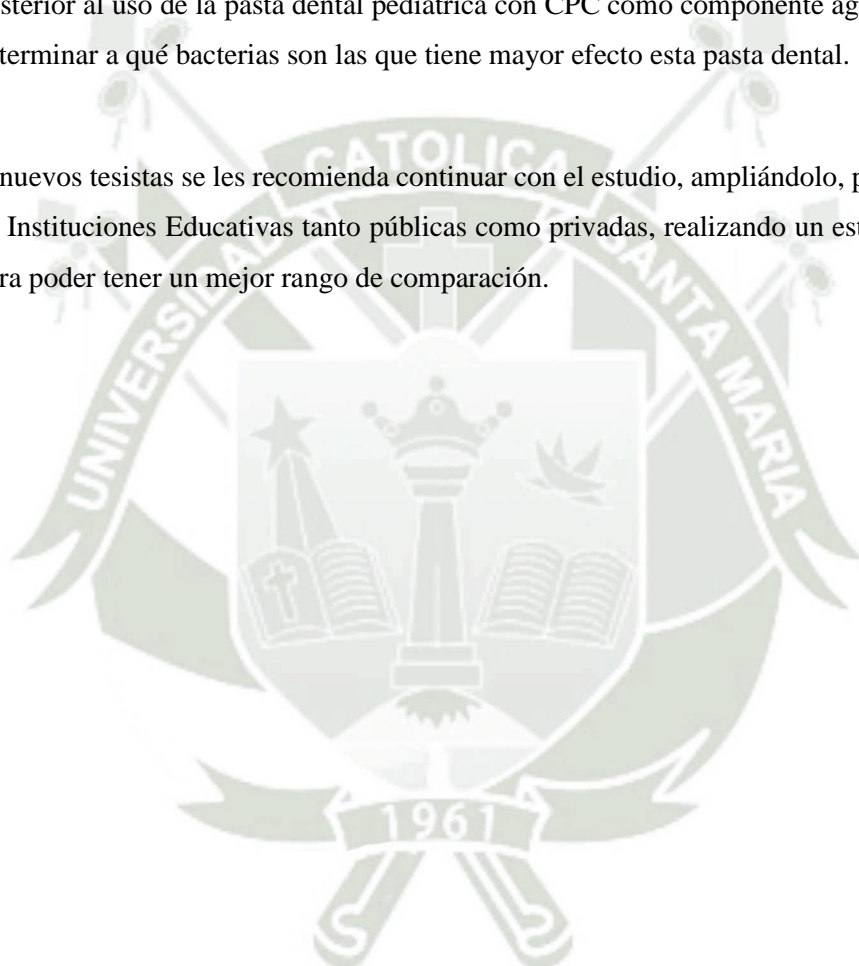 sterior al uso de la pasta dental pediátrica con CPC como componente ag
terminar a qué bacterias son las que tiene mayor efecto esta pasta dental.
nuevos tesistas se les recomienda continuar con el estudio, ampliándolo, p
Instituciones Educativas tanto públicas como privadas, realizando un est
ra poder tener un mejor rango de comparación.
UNIVERSIDAD CATOLICA SANTA MARIA
1961